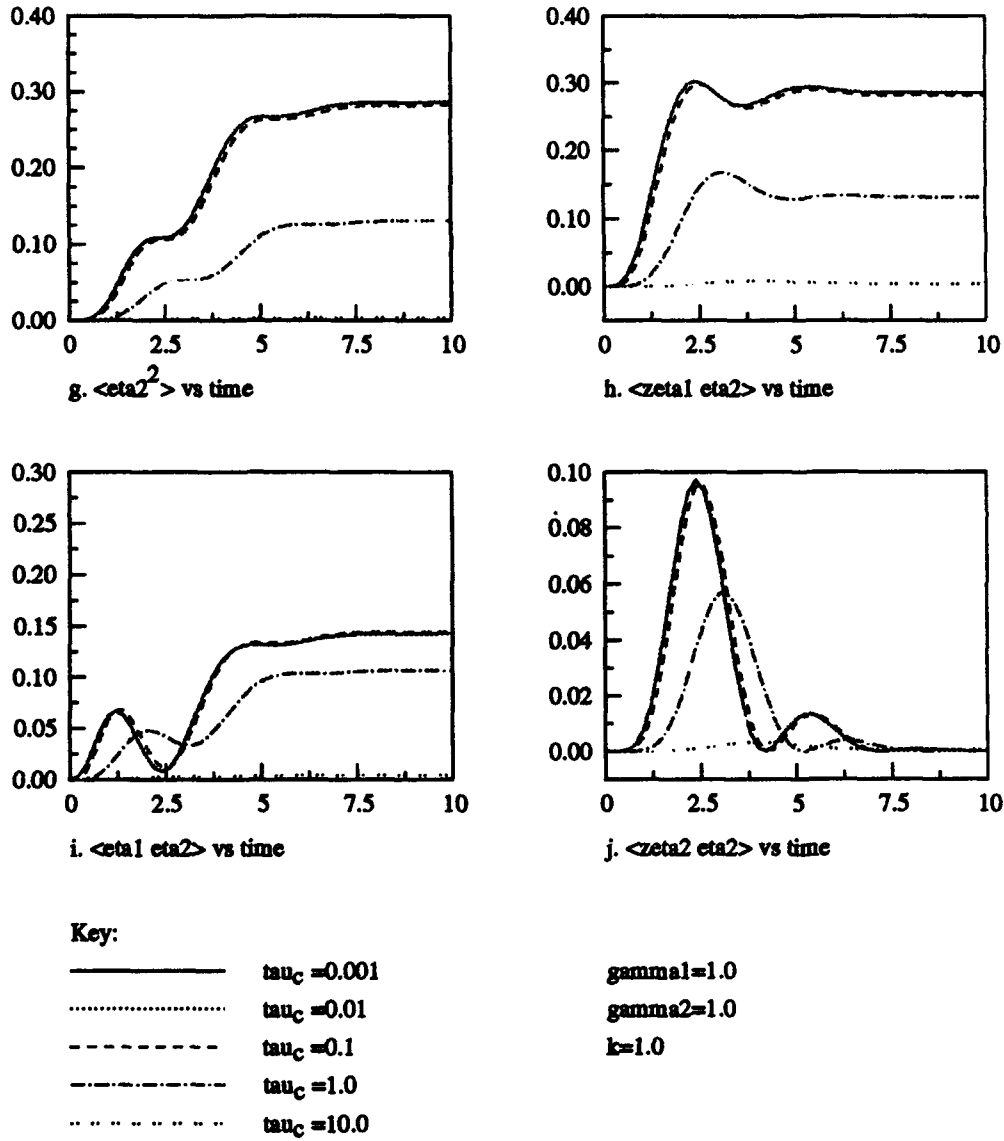 0.40
0.30
0.20
0.10
0.00
0 2.5 5 7.5 10
g. <eta2²> vs time
0.40
0.30
0.20
0.10
0.00
0 2.5 5 7.5 10
h. <zeta1 eta2> vs time
0.30
0.25
0.20
0.15
0.10
0.05
0.00
0 2.5 5 7.5 10
i. <eta1 eta2> vs time
0.10
0.08
0.06
0.04
0.02
0.00
0 2.5 5 7.5 10
j. <zeta2 eta2> vs time
Key:
tau_c =0.001
tau_c =0.01
tau_c =0.1
tau_c =1.0
tau_c =10.0
gamma1=1.0
gamma2=1.0
k=1.0